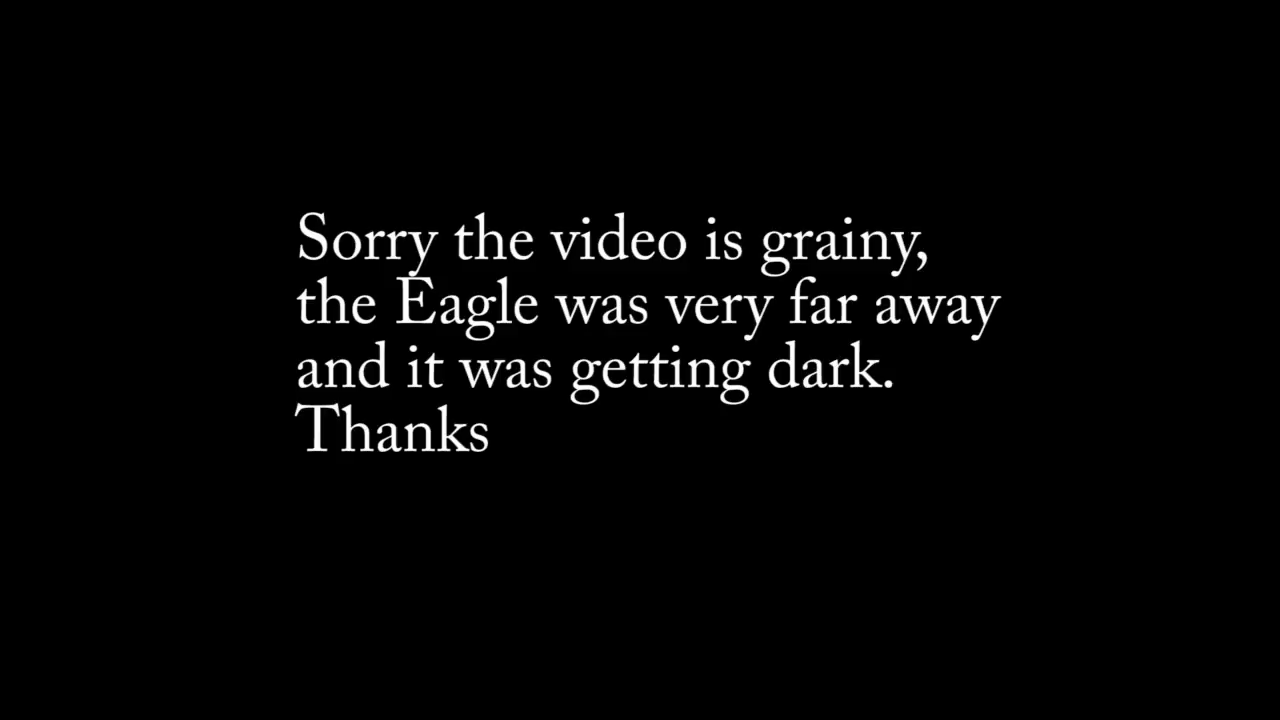 Sorry the video is grainy,
the Eagle was very far away
and it was getting dark.
Thanks